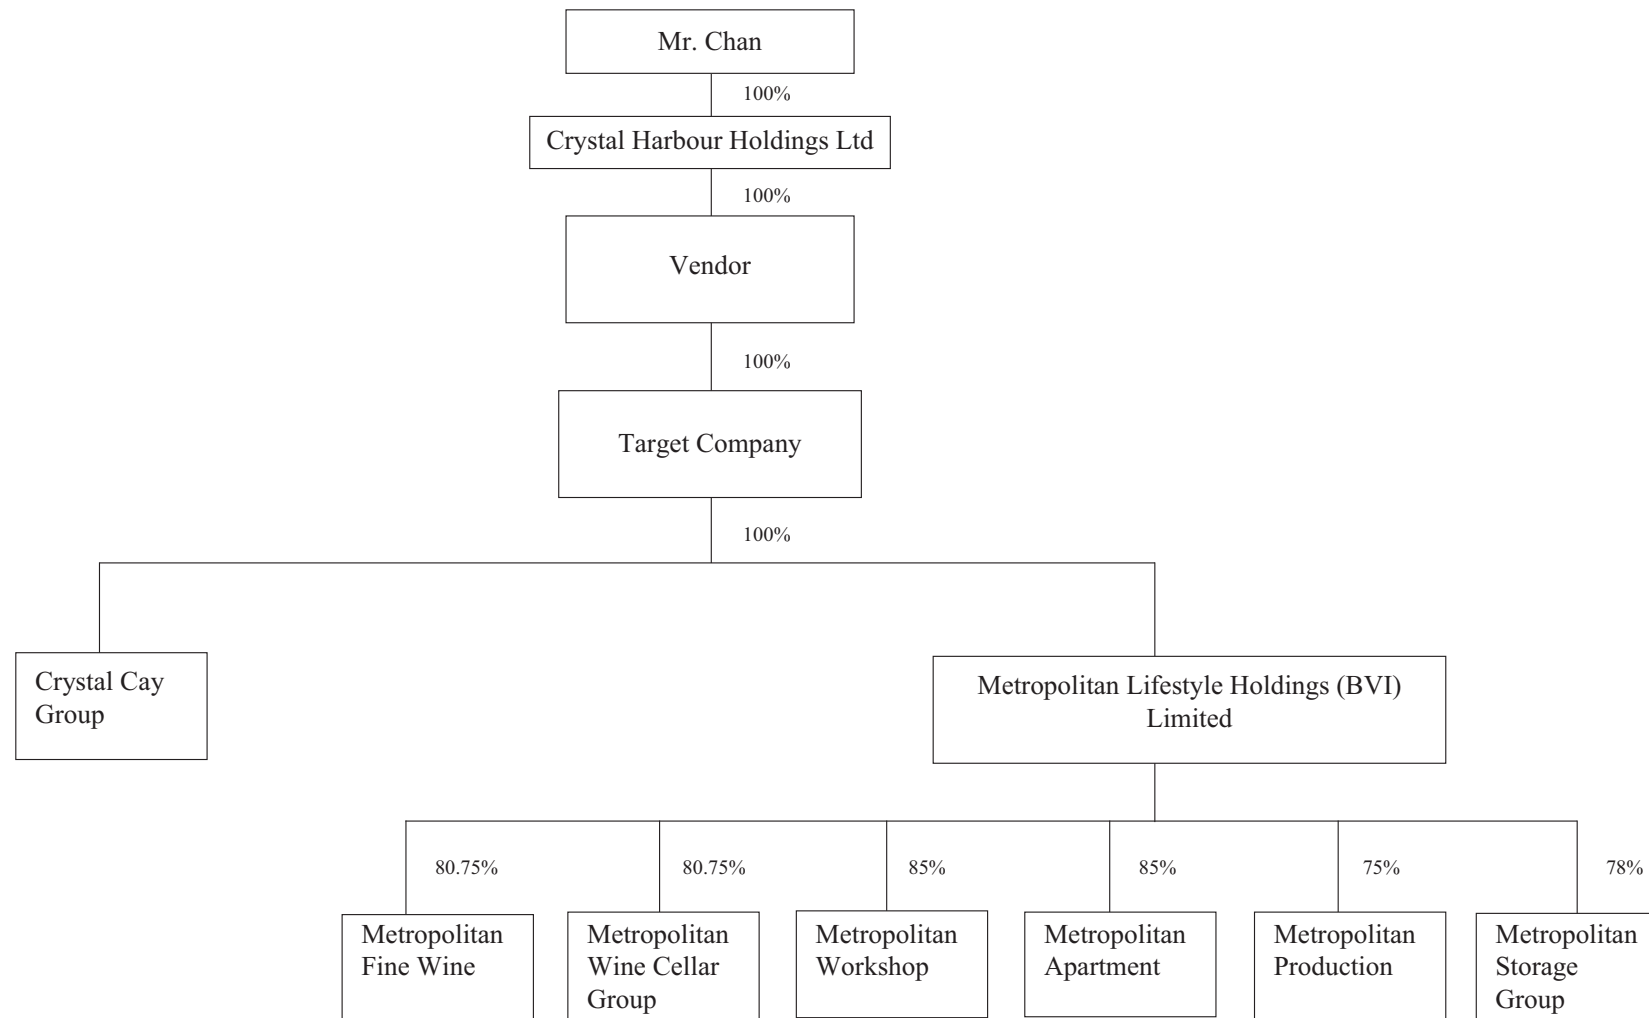 Mr. Chan
100%
Crystal Harbour Holdings Ltd
100%
Vendor
100%
Target Company
100%
Crystal Cay
Group
Metropolitan Lifestyle Holdings (BVI)
Limited
80.75%
80.75%
85%
85%
75%
78%
Metropolitan
Fine Wine
Metropolitan
Wine Cellar
Group
Metropolitan
Workshop
Metropolitan
Apartment
Metropolitan
Production
Metropolitan
Storage
Group